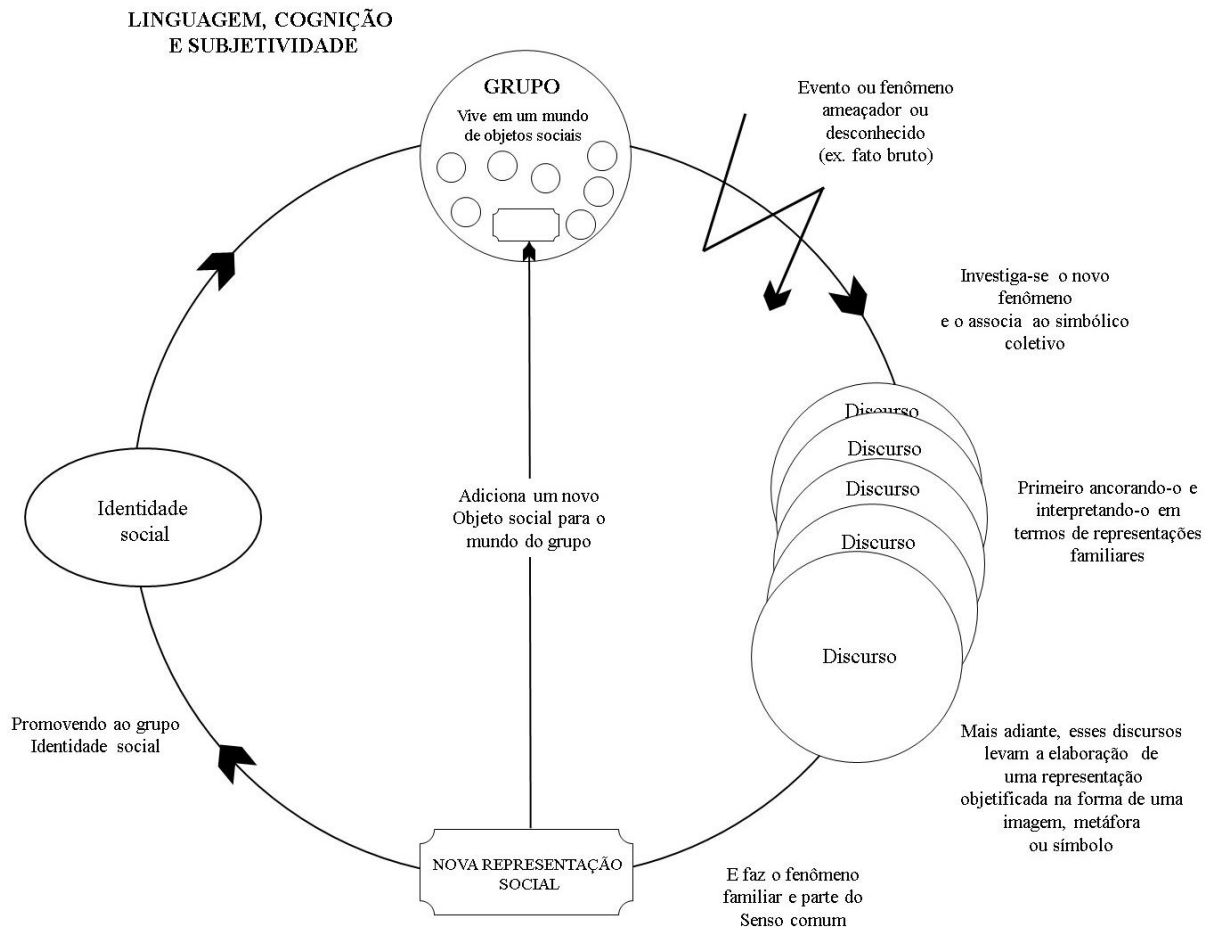 LINGUAGEM, COGNIÇÃO
E SUBJETIVIDADE
GRUPO
Vive em um mundo
de objetos sociais
Evento ou fenômeno
ameaçador ou
desconhecido
(ex. fato bruto)
Investiga-se o novo
fenômeno
e o associa ao simbólico
coletivo
Discurso
Discurso
Discurso
Discurso
Discurso
Primeiro ancorando-o e
interpretando-o em
termos de representações
familiares
Identidade
social
Adiciona um novo
Objeto social para o
mundo do grupo
Promovendo ao grupo
Identidade social
Mais adiante, esses discursos
levam a elaboração de
uma representação
objetificada na forma de uma
imagem, metáfora
ou símbolo
NOVA REPRESENTAÇÃO
SOCIAL
E faz o fenômeno
familiar e parte do
Senso comum